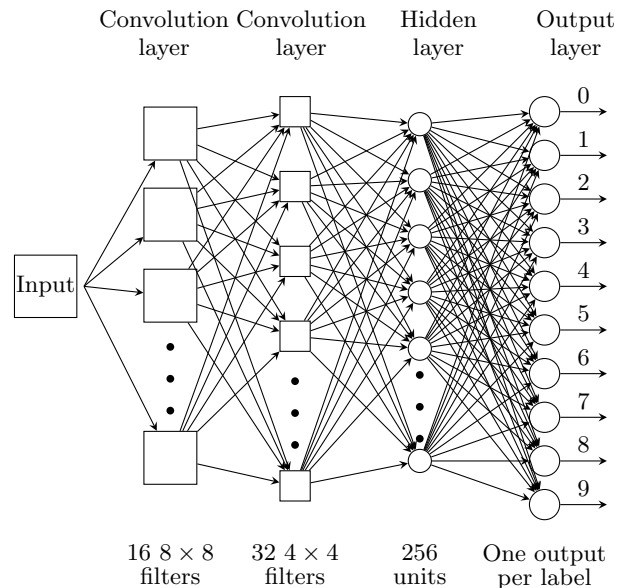 Convolution layer
Convolution layer
Hidden layer
Output layer
Input
0
1
2
3
4
5
6
7
8
9
16 8 × 8
filters
32 4 × 4
filters
256
units
One output
per label